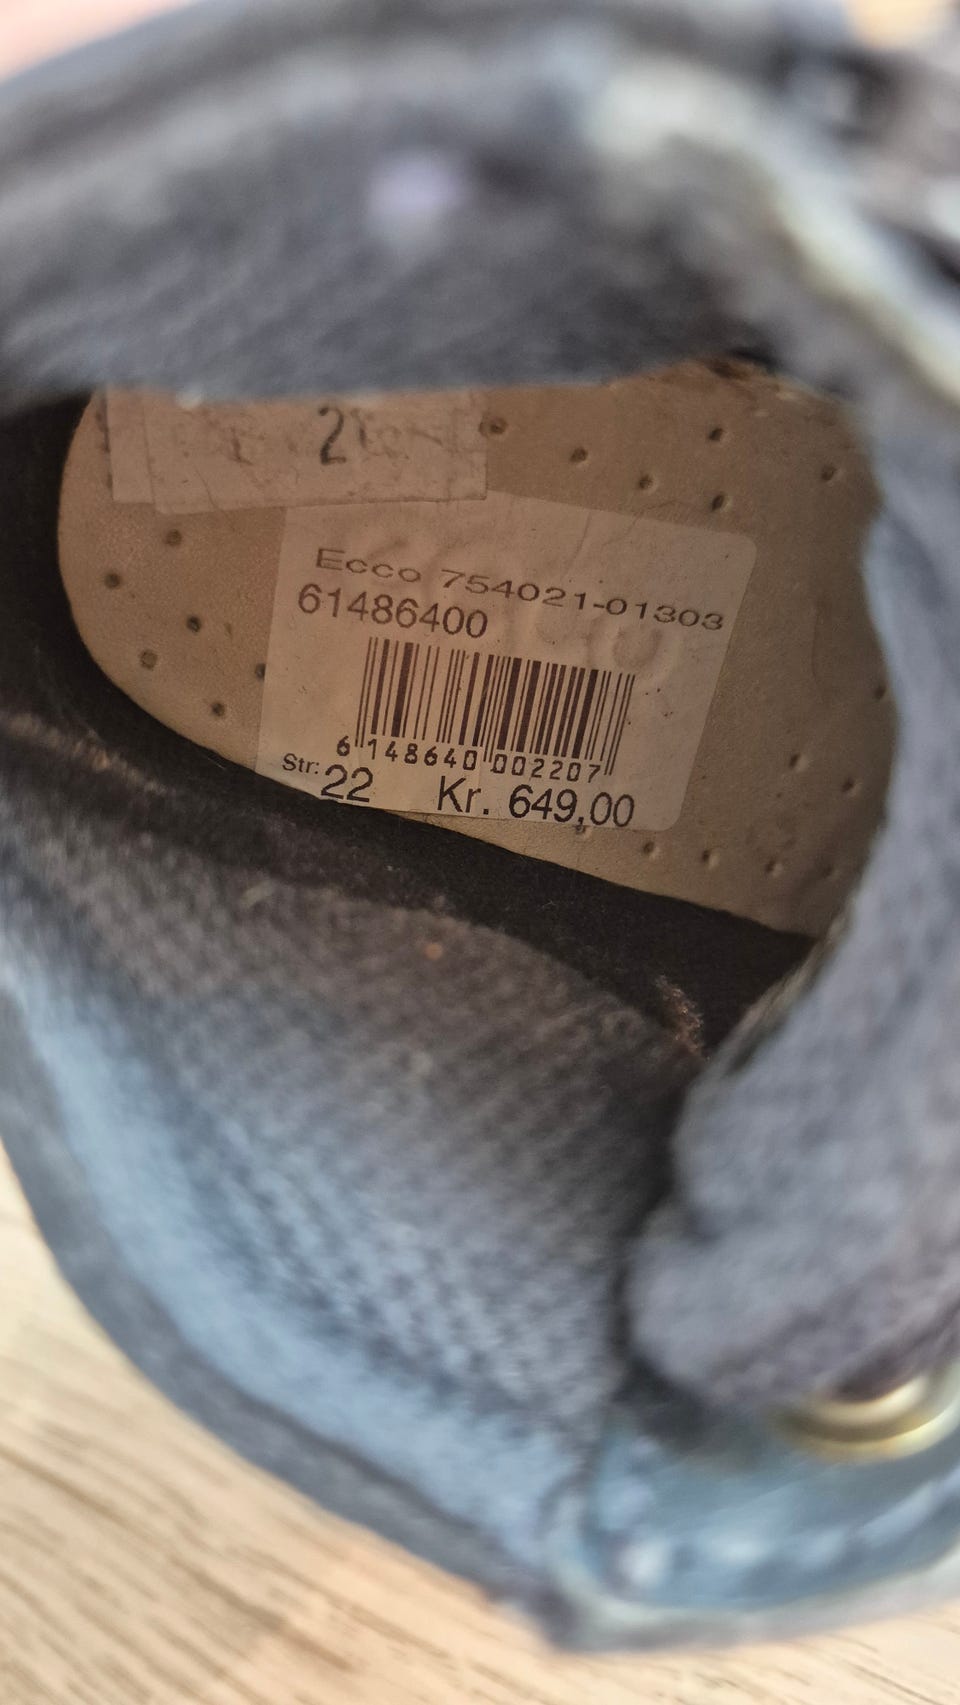 Ecco 754021-01303
61486400
6 148640 002207
Str: 22 Kr. 649,00